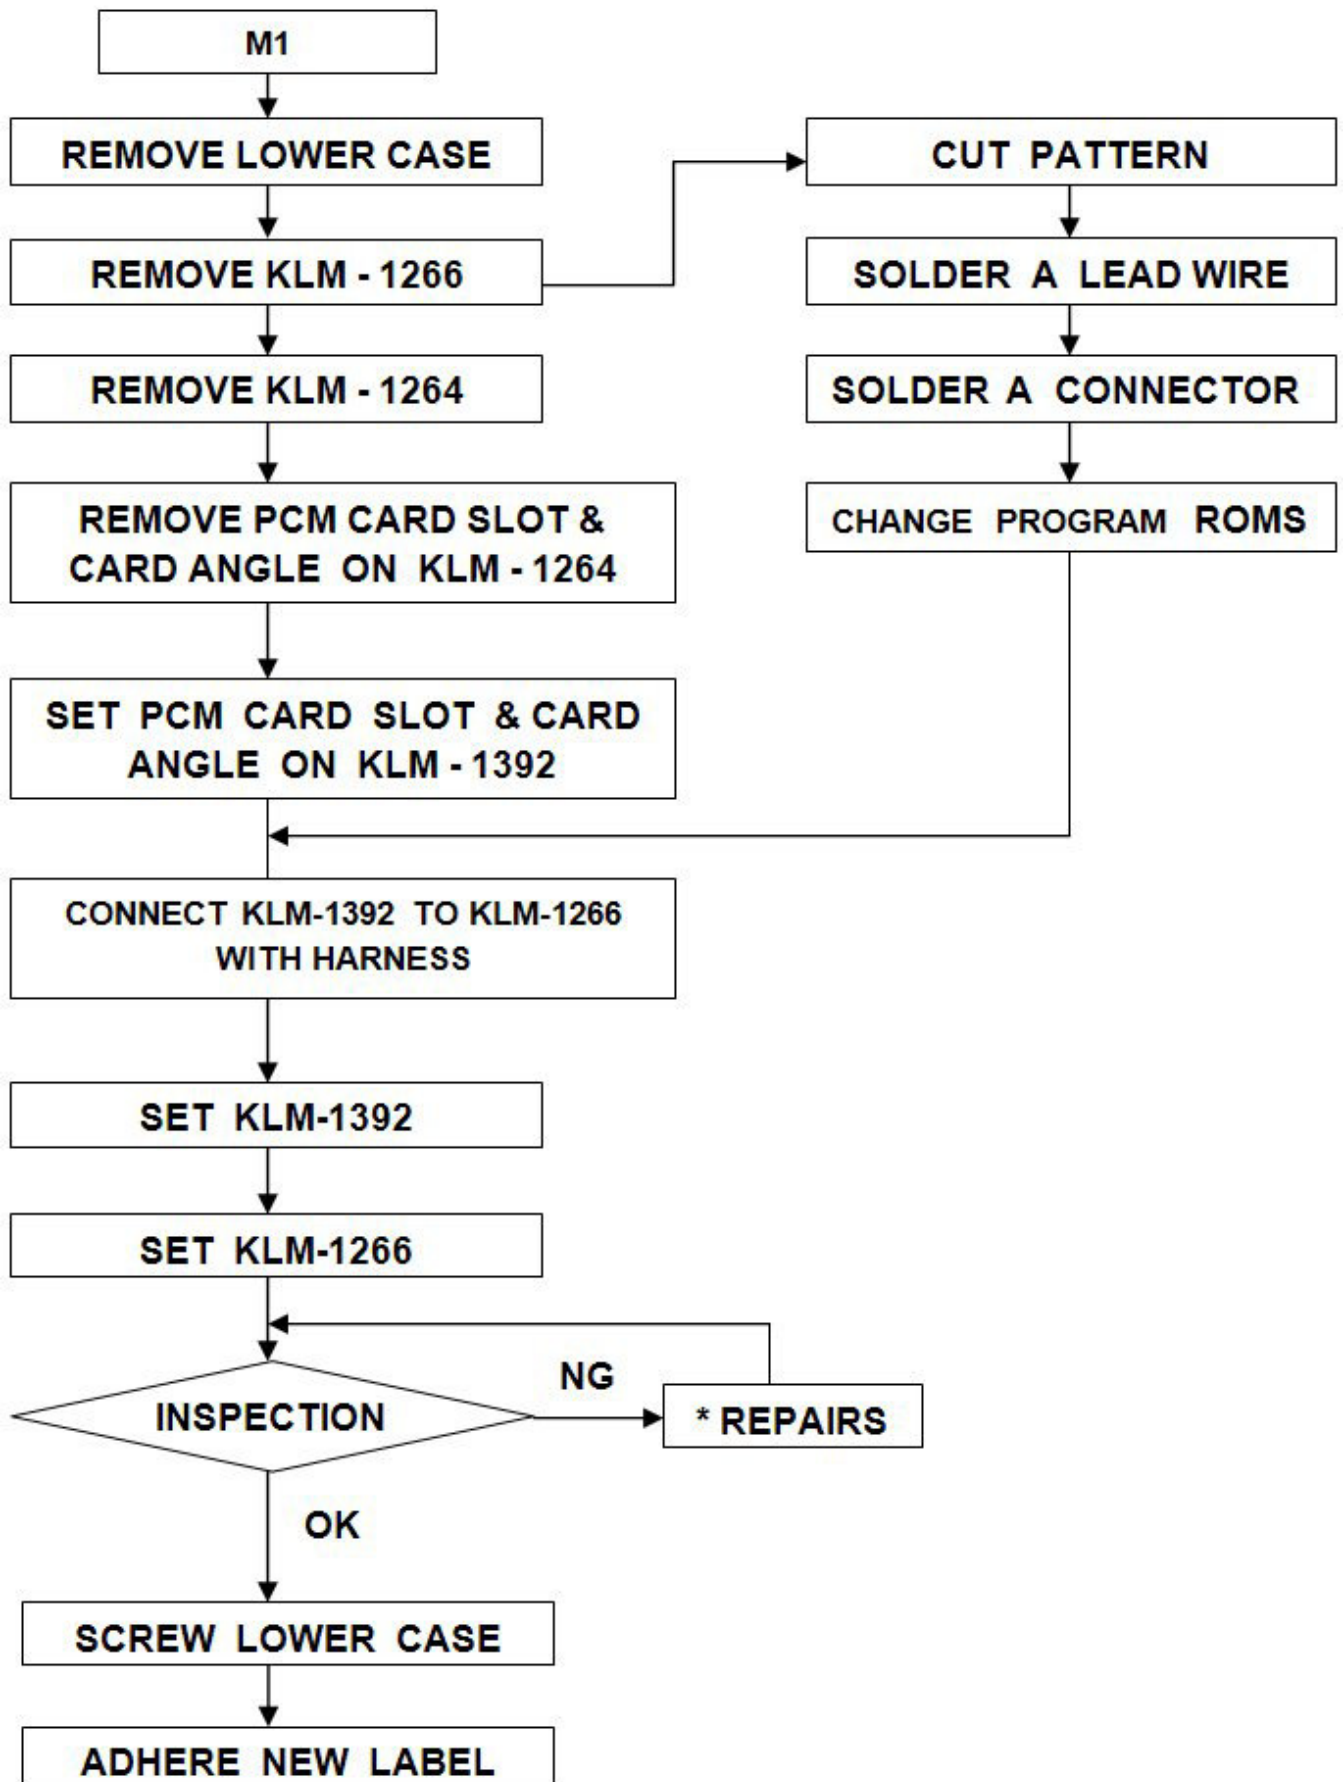 M1
REMOVE LOWER CASE
REMOVE KLM - 1266
REMOVE KLM - 1264
REMOVE PCM CARD SLOT &
CARD ANGLE ON KLM - 1264
SET PCM CARD SLOT & CARD
ANGLE ON KLM - 1392
CUT PATTERN
SOLDER A LEAD WIRE
SOLDER A CONNECTOR
CHANGE PROGRAM ROMS
CONNECT KLM-1392 TO KLM-1266
WITH HARNESS
SET KLM-1392
SET KLM-1266
INSPECTION
NG
* REPAIRS
OK
SCREW LOWER CASE
ADHERE NEW LABEL